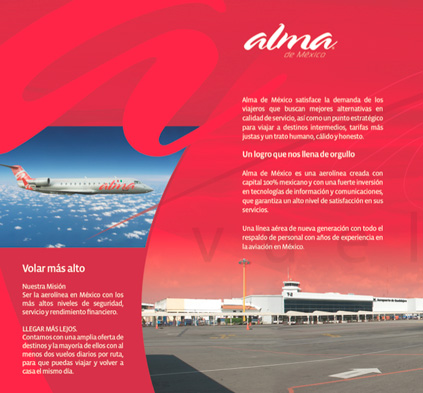 alma
de México
Alma de México satisface la demanda de los
viajeros que buscan mejores alternativas en
calidad de servicio, así como un punto estratégico
para viajar a destinos intermedios, tarifas más
justas y un trato humano, cálido y honesto.
Un logro que nos llena de orgullo
Alma de México es una aerolínea creada con
capital 100% mexicano y con una fuerte inversión
en tecnologías de información y comunicaciones,
que garantiza un alto nivel de satisfacción en sus
servicios.
Una línea aérea de nueva generación con todo el
respaldo de personal con años de experiencia en
la aviación en México.
alma
Volar más alto
Nuestra Misión
Ser la aerolínea en México con los
más altos niveles de seguridad,
servicio y rendimiento financiero.
LLEGAR MÁS LEJOS.
Contamos con una amplia oferta de
destinos y la mayoría de ellos con al
menos dos vuelos diarios por ruta,
para que puedas viajar y volver a
casa el mismo día.